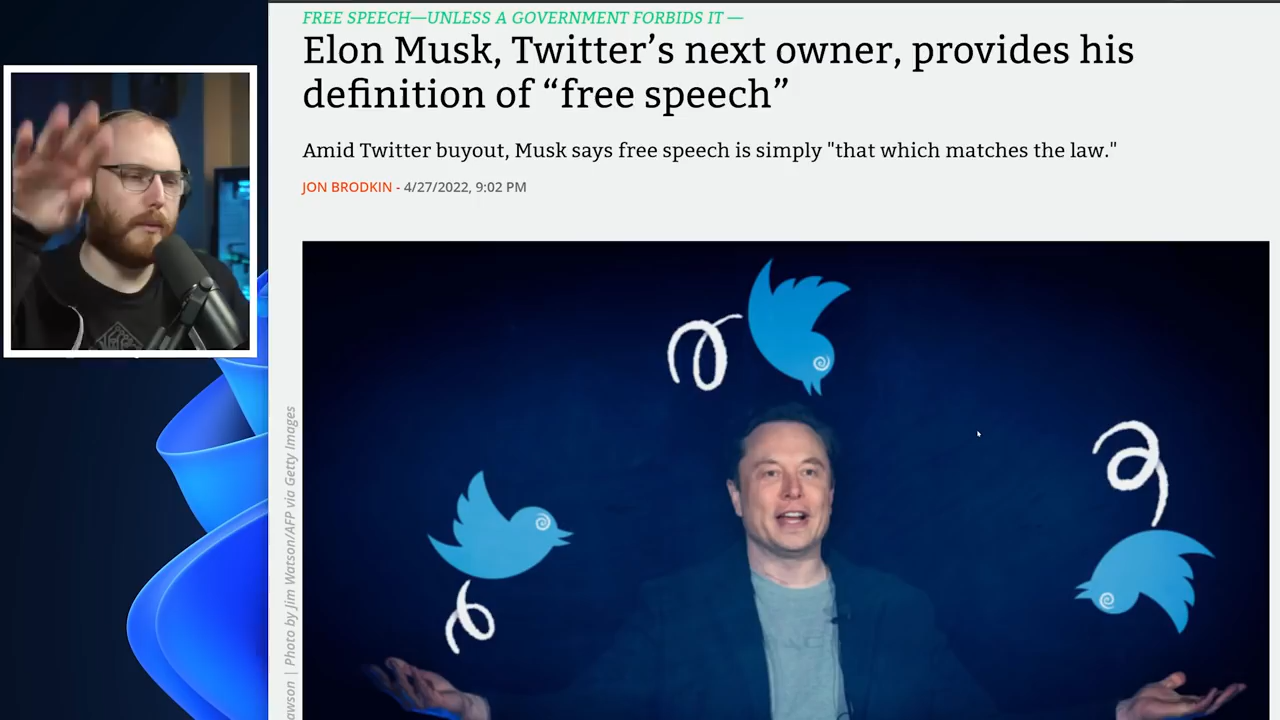 FREE SPEECH—UNLESS A GOVERNMENT FORBIDS IT —
Elon Musk, Twitter’s next owner, provides his
definition of “free speech”
Amid Twitter buyout, Musk says free speech is simply "that which matches the law."
JON BRODKIN - 4/27/2022, 9:02 PM
awson | Photo by Jim Watson/AFP via Getty Images